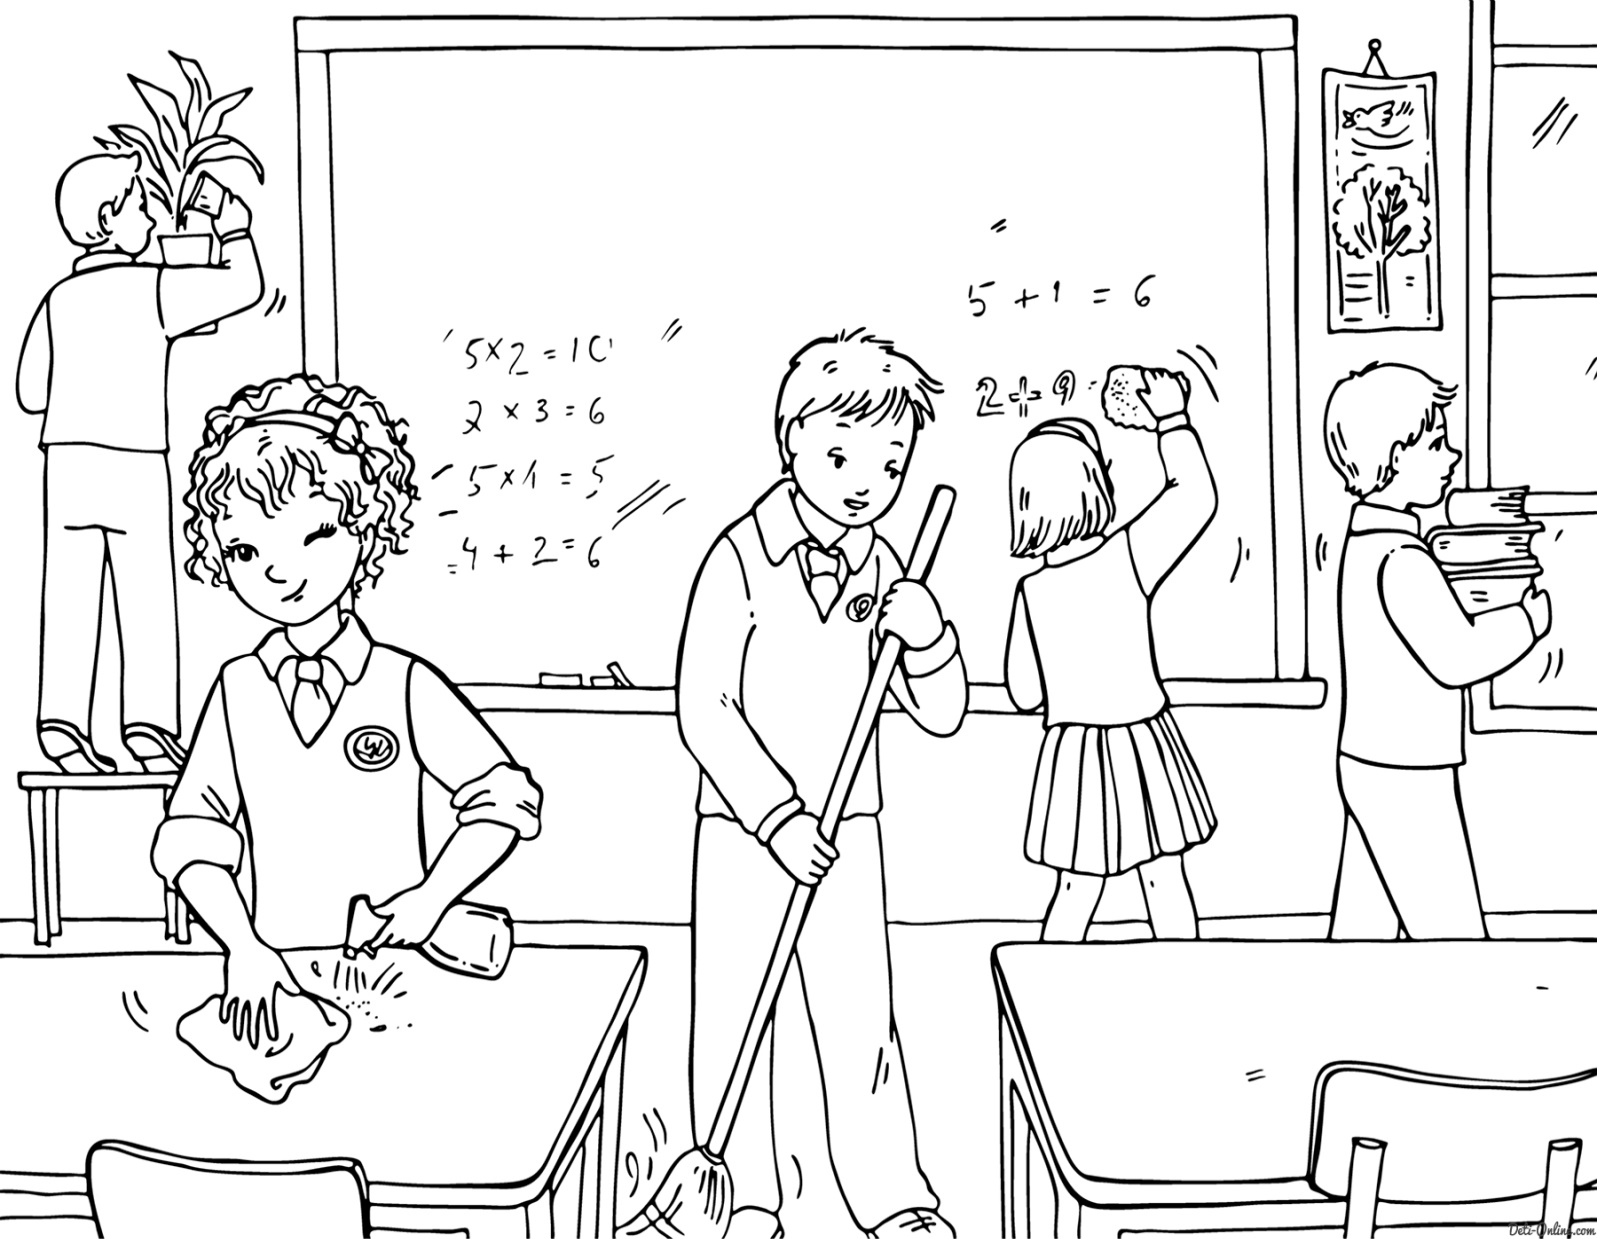 5 + 1 = 6
5 × 2 = 10
2 × 3 = 6
5 × 1 = 5
= 4 + 2 = 6
Deti-Online.com